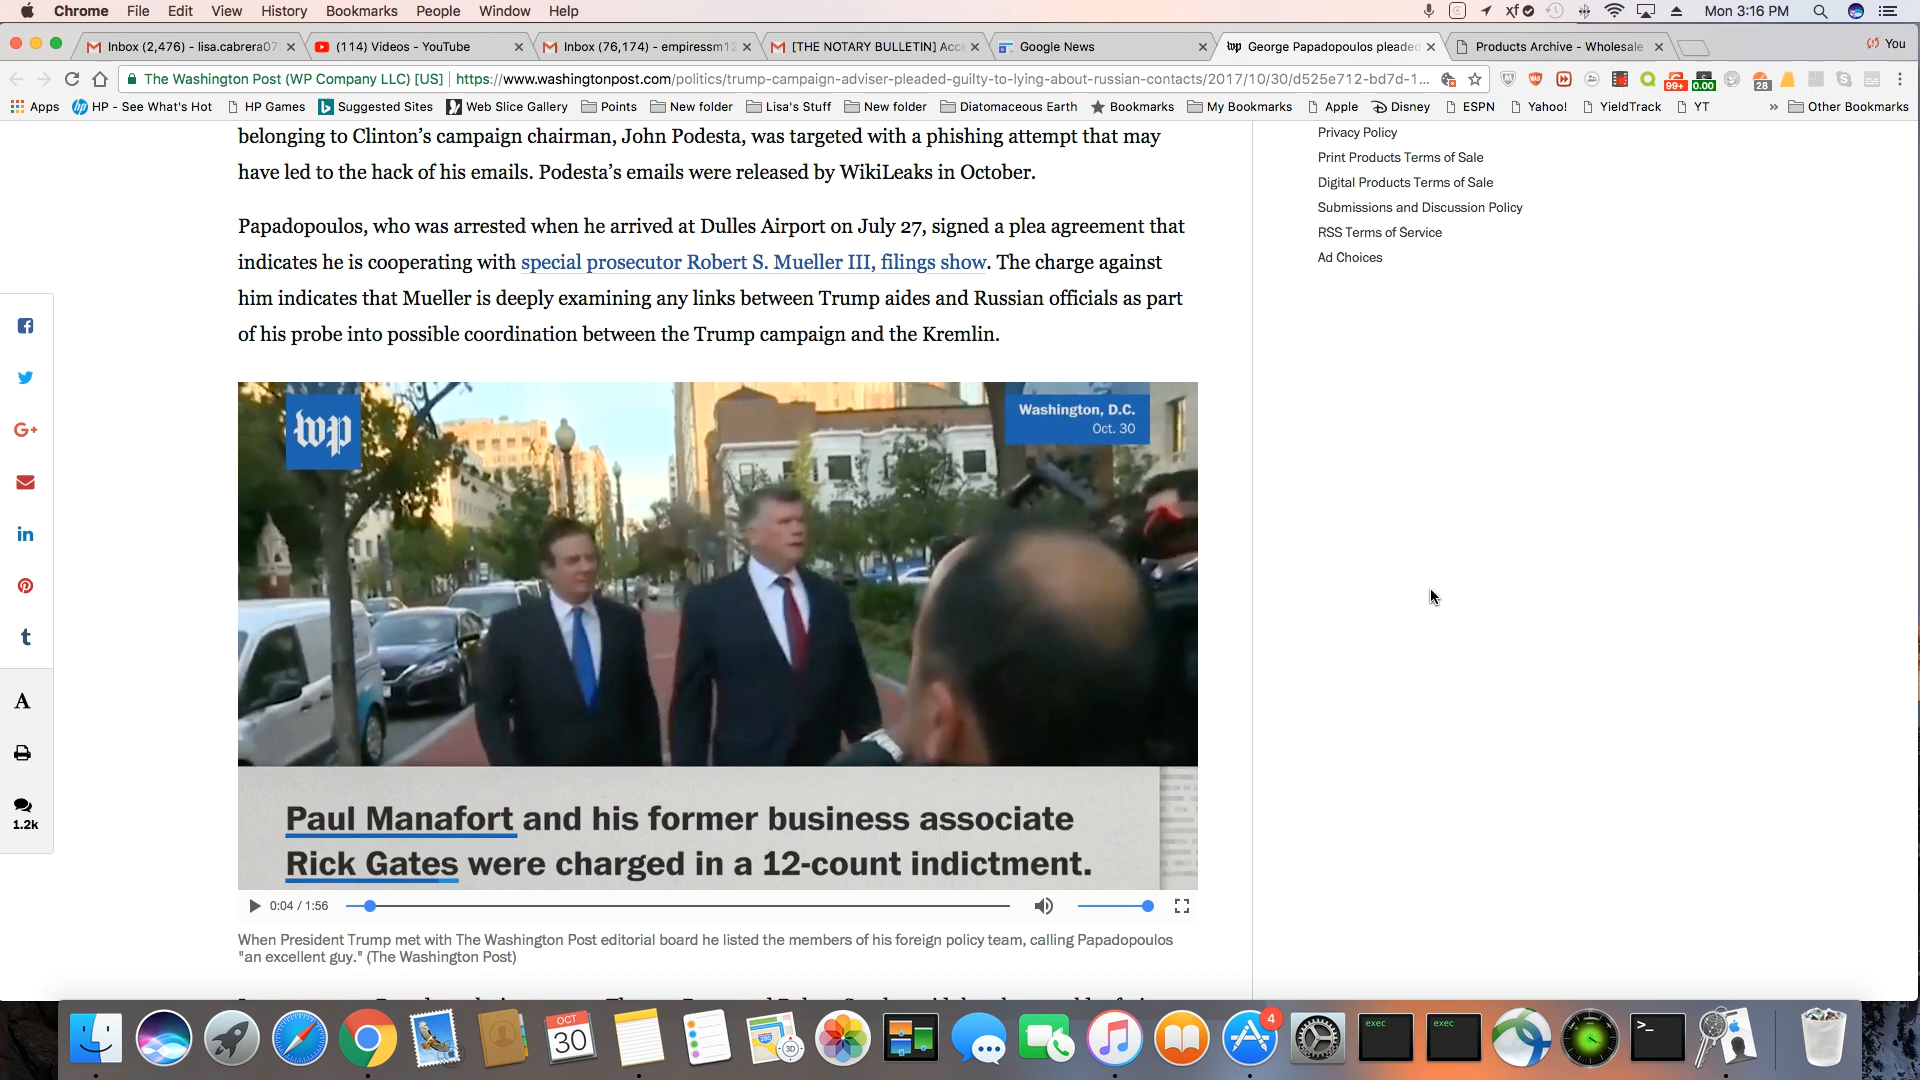 Chrome File Edit View History Bookmarks People Window Help Mon 3:16 PM
Inbox (2,476) - lisa.cabrera07 (114) Videos - YouTube Inbox (76,174) - empiressm12 [THE NOTARY BULLETIN] Acc Google News George Papadopoulos pleaded Products Archive - Wholesale You
The Washington Post (WP Company LLC) [US] https://www.washingtonpost.com/politics/trump-campaign-adviser-pleaded-guilty-to-lying-about-russian-contacts/2017/10/30/d525e712-bd7d-1... 99+ 0.00 28
Apps HP - See What's Hot HP Games Suggested Sites Web Slice Gallery Points New folder Lisa's Stuff New folder Diatomaceous Earth Bookmarks My Bookmarks Apple Disney ESPN Yahoo! YieldTrack YT » Other Bookmarks
belonging to Clinton's campaign chairman, John Podesta, was targeted with a phishing attempt that may
have led to the hack of his emails. Podesta's emails were released by WikiLeaks in October.
Papadopoulos, who was arrested when he arrived at Dulles Airport on July 27, signed a plea agreement that
indicates he is cooperating with special prosecutor Robert S. Mueller III, filings show. The charge against
him indicates that Mueller is deeply examining any links between Trump aides and Russian officials as part
of his probe into possible coordination between the Trump campaign and the Kremlin.
wp
Washington, D.C.
Oct. 30
Paul Manafort and his former business associate
Rick Gates were charged in a 12-count indictment.
0:04 / 1:56
When President Trump met with The Washington Post editorial board he listed the members of his foreign policy team, calling Papadopoulos
"an excellent guy." (The Washington Post)
Privacy Policy
Print Products Terms of Sale
Digital Products Terms of Sale
Submissions and Discussion Policy
RSS Terms of Service
Ad Choices
G+
in
t
A
1.2k
OCT
30
3D
exec
exec
4